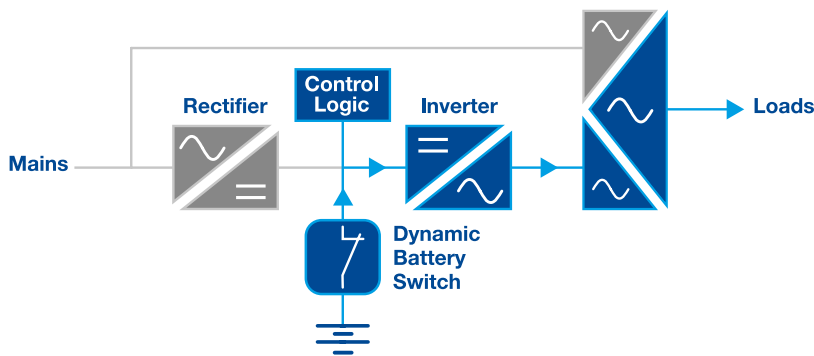 Control
Logic
Rectifier
Inverter
Loads
Mains
Dynamic
Battery
Switch